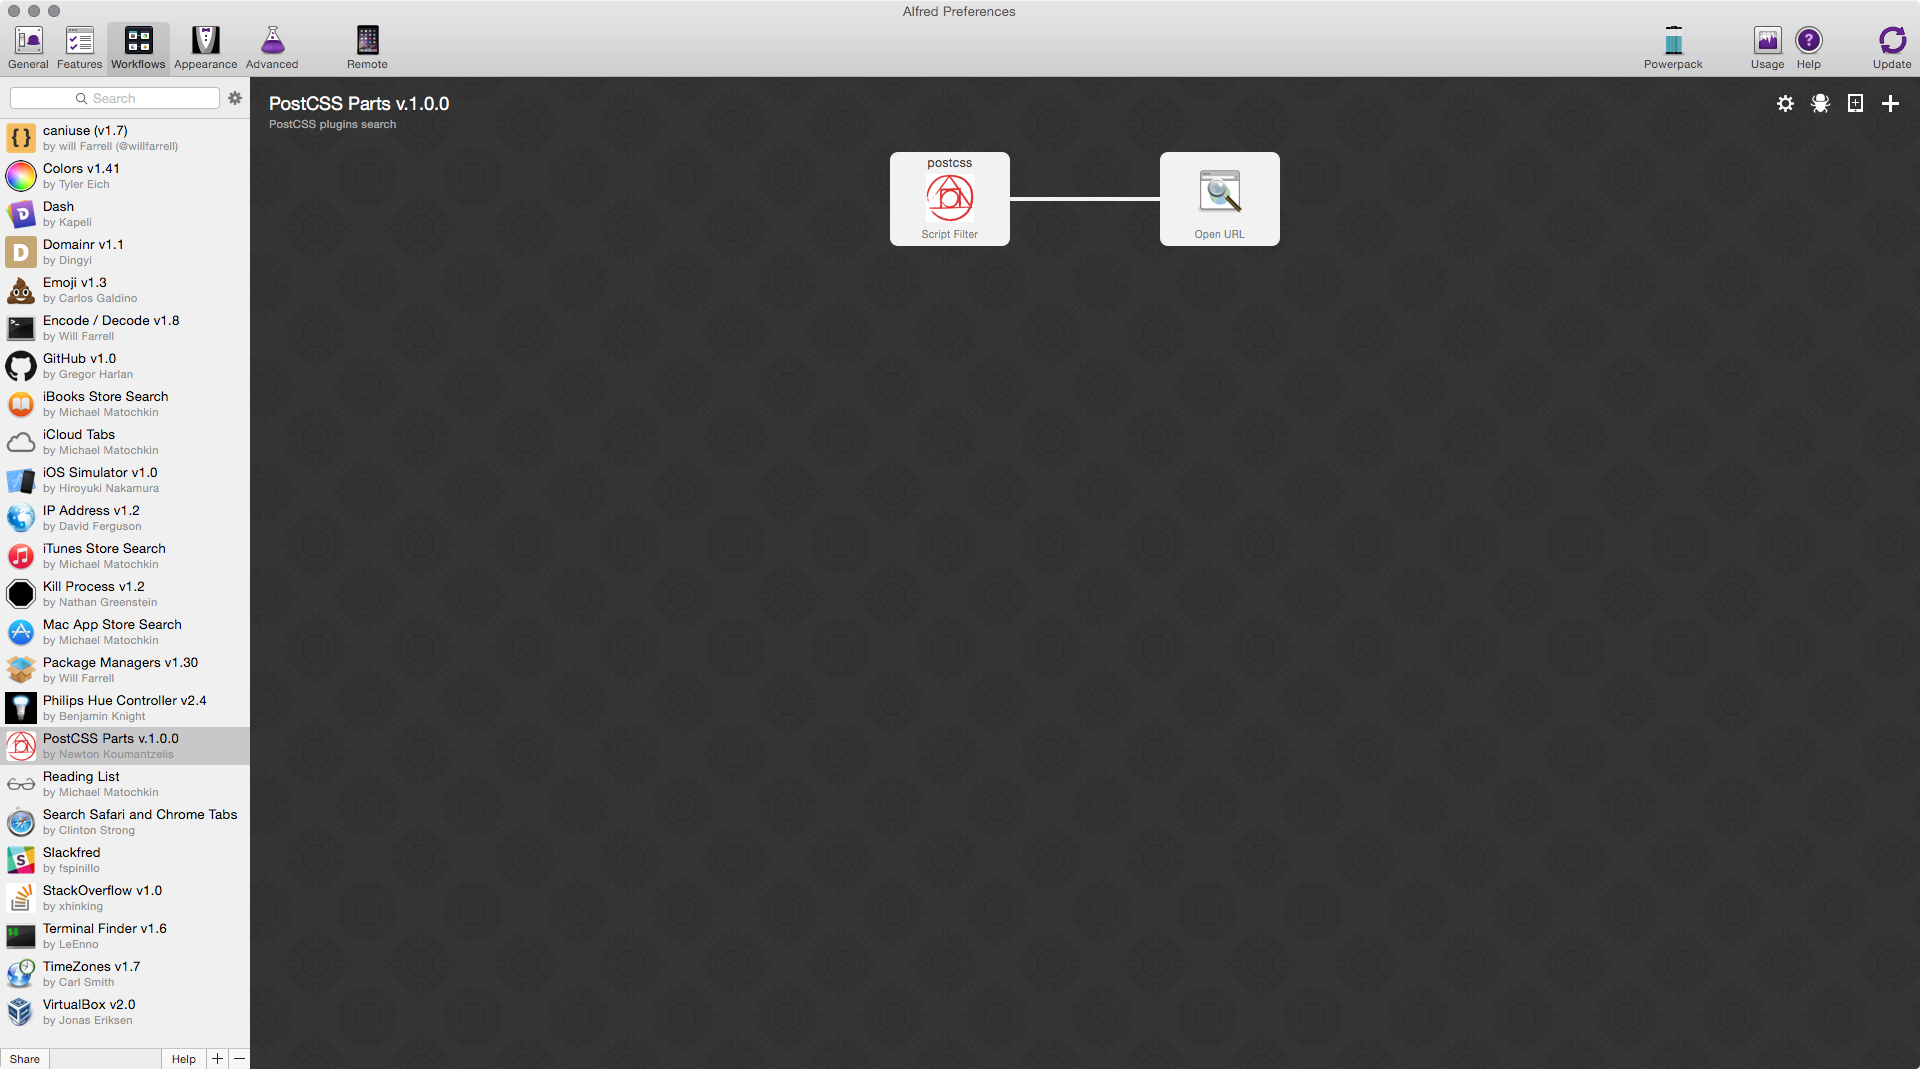 Alfred Preferences
General
Features
Workflows
Appearance
Advanced
Remote
Powerpack
Usage
Help
Update
Search
caniuse (v1.7)
by will Farrell (@willfarrell)
Colors v1.41
by Tyler Eich
Dash
by Kapeli
Domainr v1.1
by Dingyi
Emoji v1.3
by Carlos Galdino
Encode / Decode v1.8
by Will Farrell
GitHub v1.0
by Gregor Harlan
iBooks Store Search
by Michael Matochkin
iCloud Tabs
by Michael Matochkin
iOS Simulator v1.0
by Hiroyuki Nakamura
IP Address v1.2
by David Ferguson
iTunes Store Search
by Michael Matochkin
Kill Process v1.2
by Nathan Greenstein
Mac App Store Search
by Michael Matochkin
Package Managers v1.30
by Will Farrell
Philips Hue Controller v2.4
by Benjamin Knight
PostCSS Parts v.1.0.0
by Newton Koumantzelis
Reading List
by Michael Matochkin
Search Safari and Chrome Tabs
by Clinton Strong
Slackfred
by fspinillo
StackOverflow v1.0
by xhinking
Terminal Finder v1.6
by LeEnno
TimeZones v1.7
by Carl Smith
VirtualBox v2.0
by Jonas Eriksen
Share
Help
PostCSS Parts v.1.0.0
PostCSS plugins search
postcss
Script Filter
Open URL